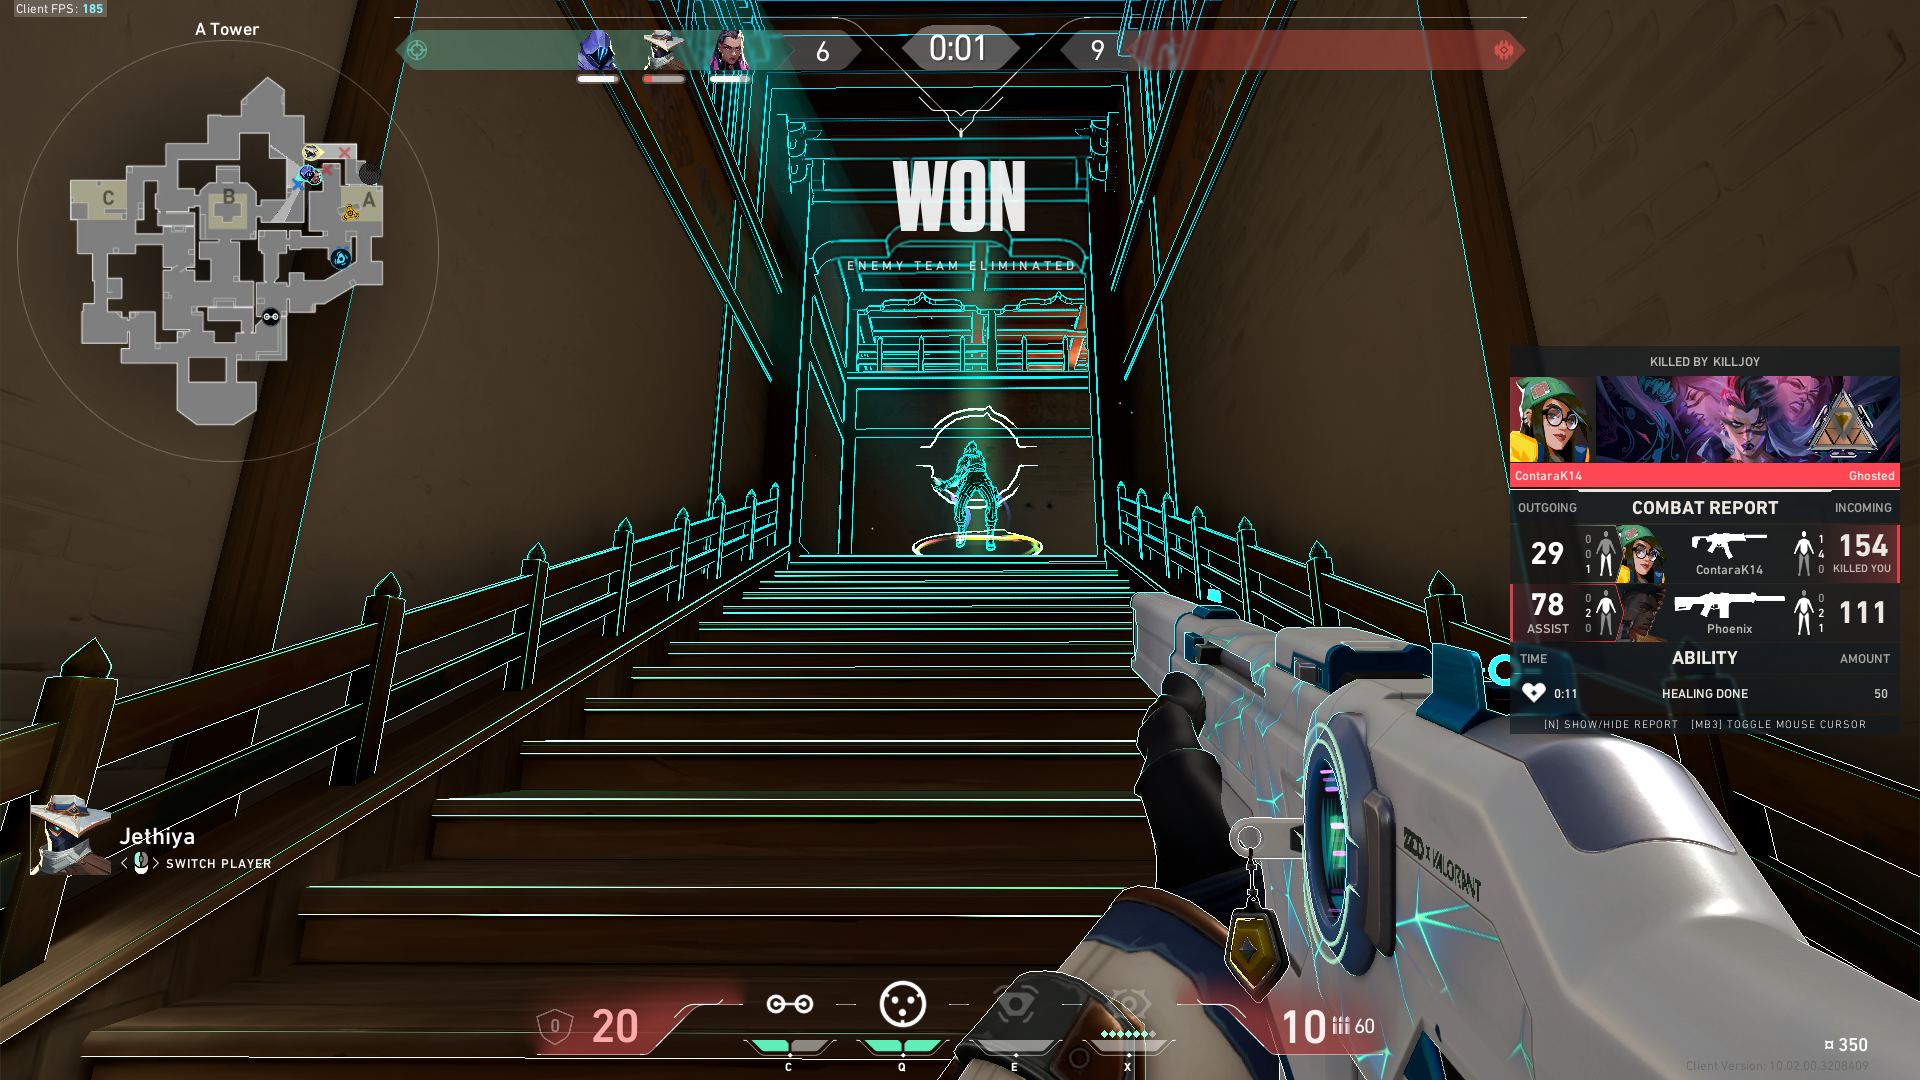 Client FPS: 185
A Tower
6
0:01
9
C
B
A
WON
ENEMY TEAM ELIMINATED
KILLED BY KILLJOY
ContaraK14
Ghosted
OUTGOING
COMBAT REPORT
INCOMING
29
0
0
1
ContaraK14
1
4
0
154
KILLED YOU
78
ASSIST
0
2
0
Phoenix
0
2
1
111
TIME
ABILITY
AMOUNT
0:11
HEALING DONE
50
[N] SHOW/HIDE REPORT [MB3] TOGGLE MOUSE CURSOR
Jethiya
< > SWITCH PLAYER
ZEDD X VALORANT
0
20
C
Q
E
X
10
60
¤ 350
Client Version: 10.02.00.3208409